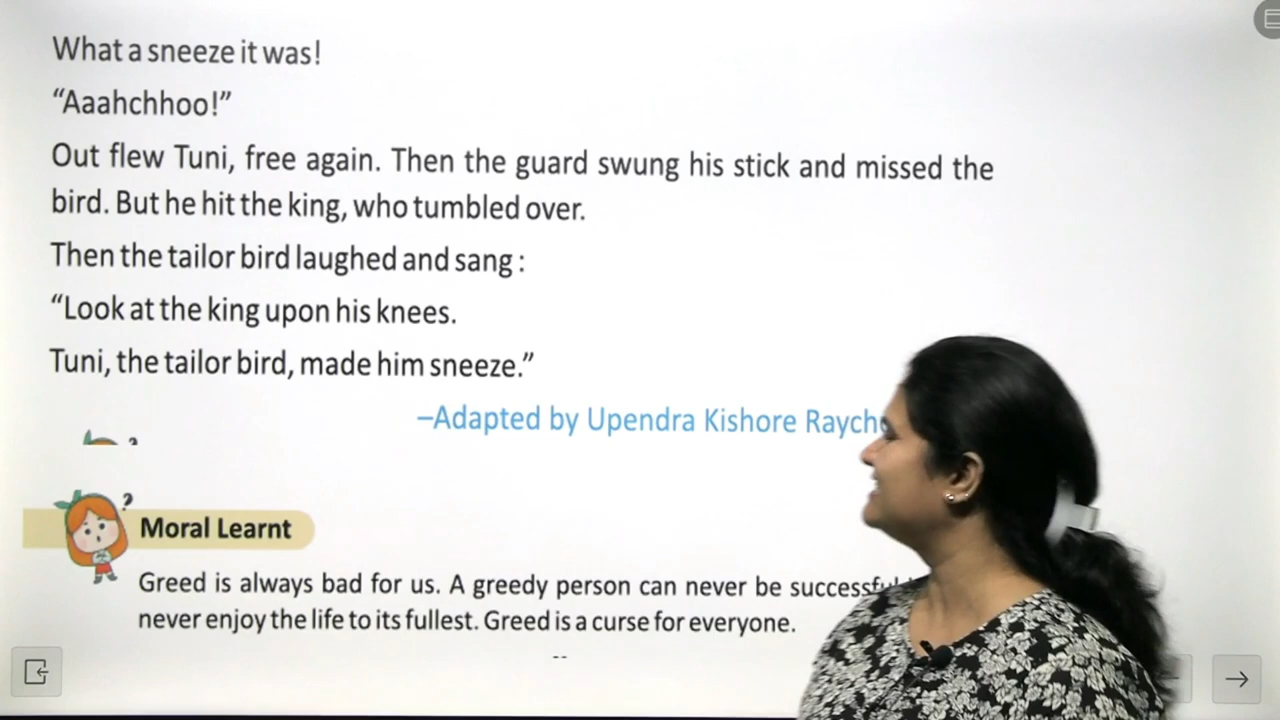 What a sneeze it was!
“Aaahchhoo!”
Out flew Tuni, free again. Then the guard swung his stick and missed the
bird. But he hit the king, who tumbled over.
Then the tailor bird laughed and sang :
“Look at the king upon his knees.
Tuni, the tailor bird, made him sneeze.”
–Adapted by Upendra Kishore
?
Moral Learnt
Greed is always bad for us. A greedy person can never be
never enjoy the life to its fullest. Greed is a curse for everyone.
--